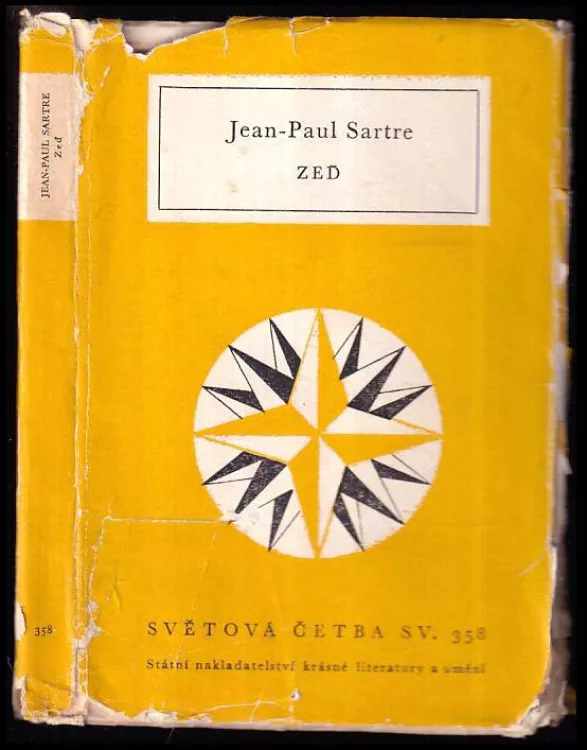 JEAN-PAUL SARTRE
Zeď
358
Jean-Paul Sartre
ZEĎ
SVĚTOVÁ ČETBA SV. 358
Státní nakladatelství krásné literatury a umění